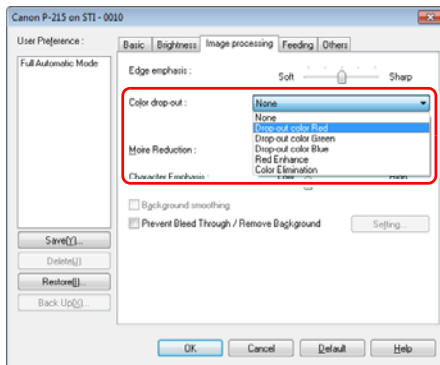 Canon P-215 on STI - 0010
User Preference :
Full Automatic Mode
Save(Y)...
Delete(J)
Restore(I)...
Back Up(X)...
Basic Brightness Image processing Feeding Others
Edge emphasis :
Soft Sharp
Color drop-out :
None
None
Drop-out color Red
Drop-out color Green
Drop-out color Blue
Red Enhance
Color Elimination
Moire Reduction :
Character Emphasis :
Background smoothing
Prevent Bleed Through / Remove Background
Setting...
OK Cancel Default Help